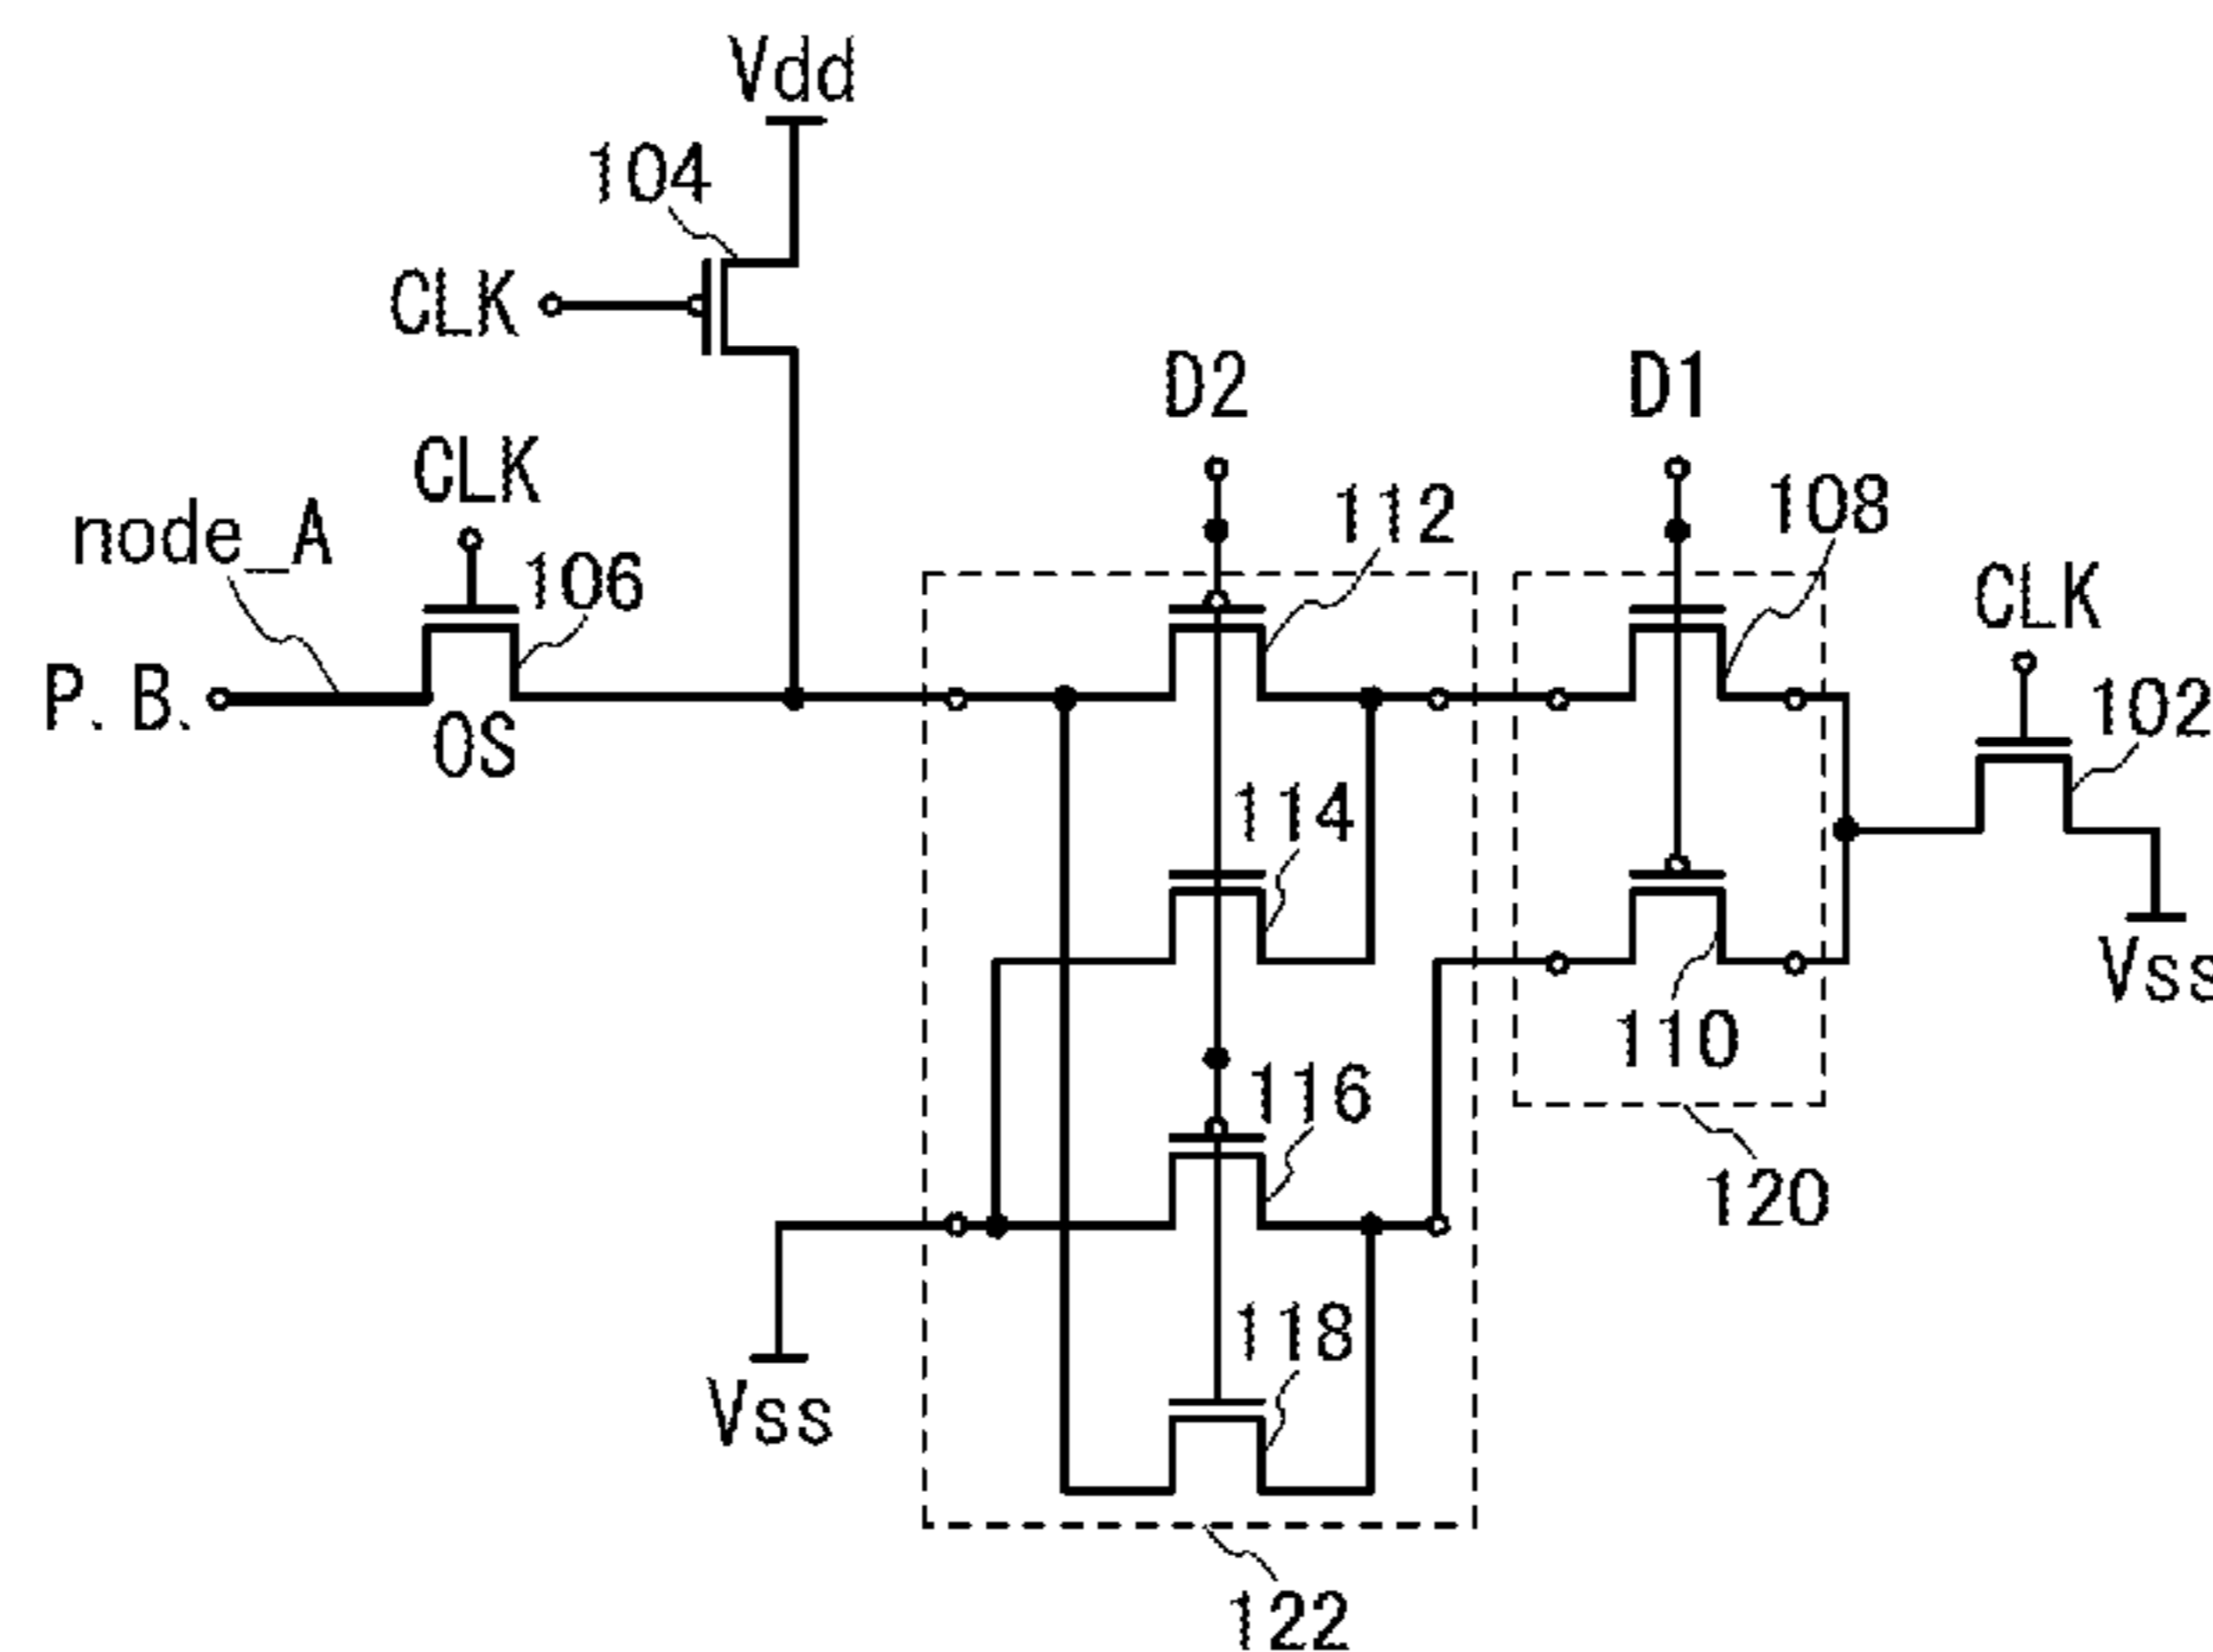 Vdd
104
CLK
D2
D1
CLK
112
108
node_A
106
CLK
P.B.
OS
102
114
110
Vss
116
120
118
Vss
122